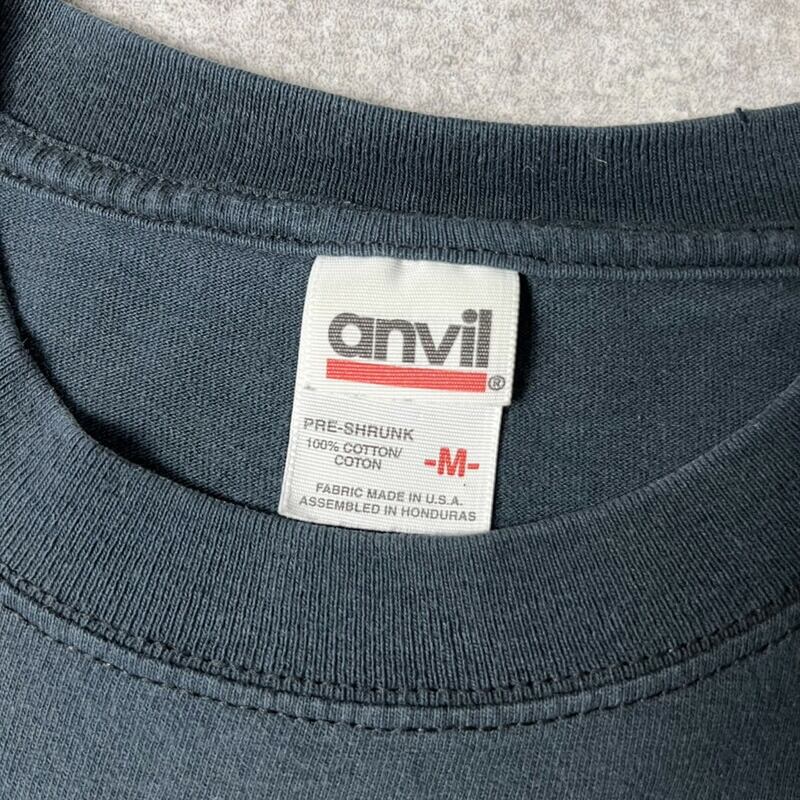 anvil
®
PRE-SHRUNK
100% COTTON/
COTON
-M-
FABRIC MADE IN U.S.A.
ASSEMBLED IN HONDURAS